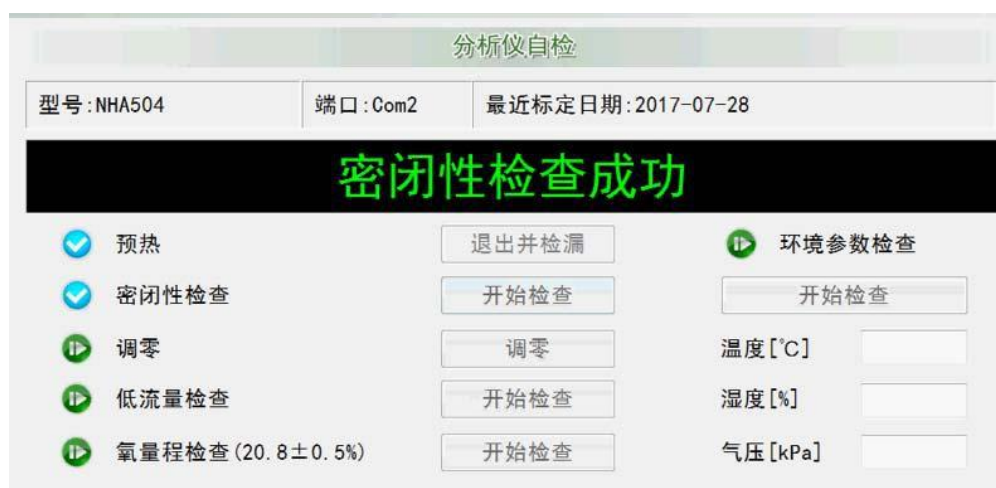 分析仪自检
型号:NHA504 端口:Com2 最近标定日期:2017-07-28
密闭性检查成功
预热 退出并检漏 环境参数检查
密闭性检查 开始检查 开始检查
调零 调零 温度[℃]
低流量检查 开始检查 湿度[%]
氧量程检查(20.8±0.5%) 开始检查 气压[kPa]